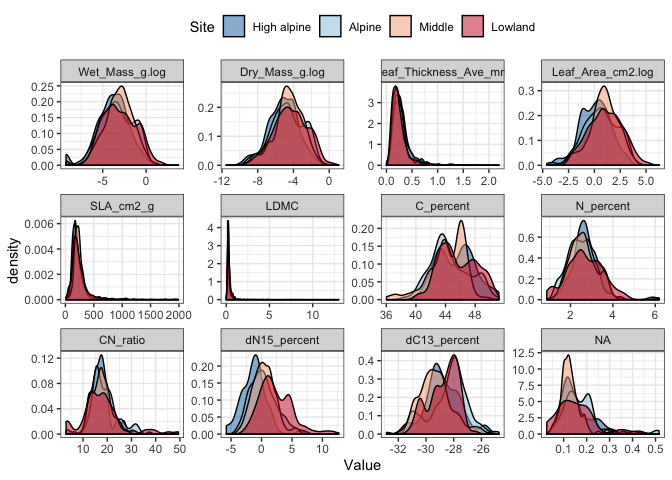 Site High alpine Alpine Middle Lowland
Wet_Mass_g.log Dry_Mass_g.log eaf_Thickness_Ave_mr Leaf_Area_cm2.log
0.25 0.20 0.15 0.10 0.05 0.00
-5 0
0.2 0.1 0.0
-12 -8 -4 0
3 2 1 0
0.0 0.5 1.0 1.5 2.0
0.3 0.2 0.1 0.0
-5.0 -2.5 0.0 2.5 5.0
SLA_cm2_g LDMC C_percent N_percent
0.006 0.004 0.002 0.000
0 500 1000 1500 2000
4 3 2 1 0
0 5 10
0.20 0.15 0.10 0.05 0.00
36 40 44 48
0.6 0.4 0.2 0.0
2 4 6
CN_ratio dN15_percent dC13_percent NA
0.12 0.08 0.04 0.00
10 20 30 40 50
0.20 0.15 0.10 0.05 0.00
-5 0 5 10
0.4 0.3 0.2 0.1 0.0
-32 -30 -28 -26
12.5 10.0 7.5 5.0 2.5 0.0
0.1 0.2 0.3 0.4 0.5
density
Value